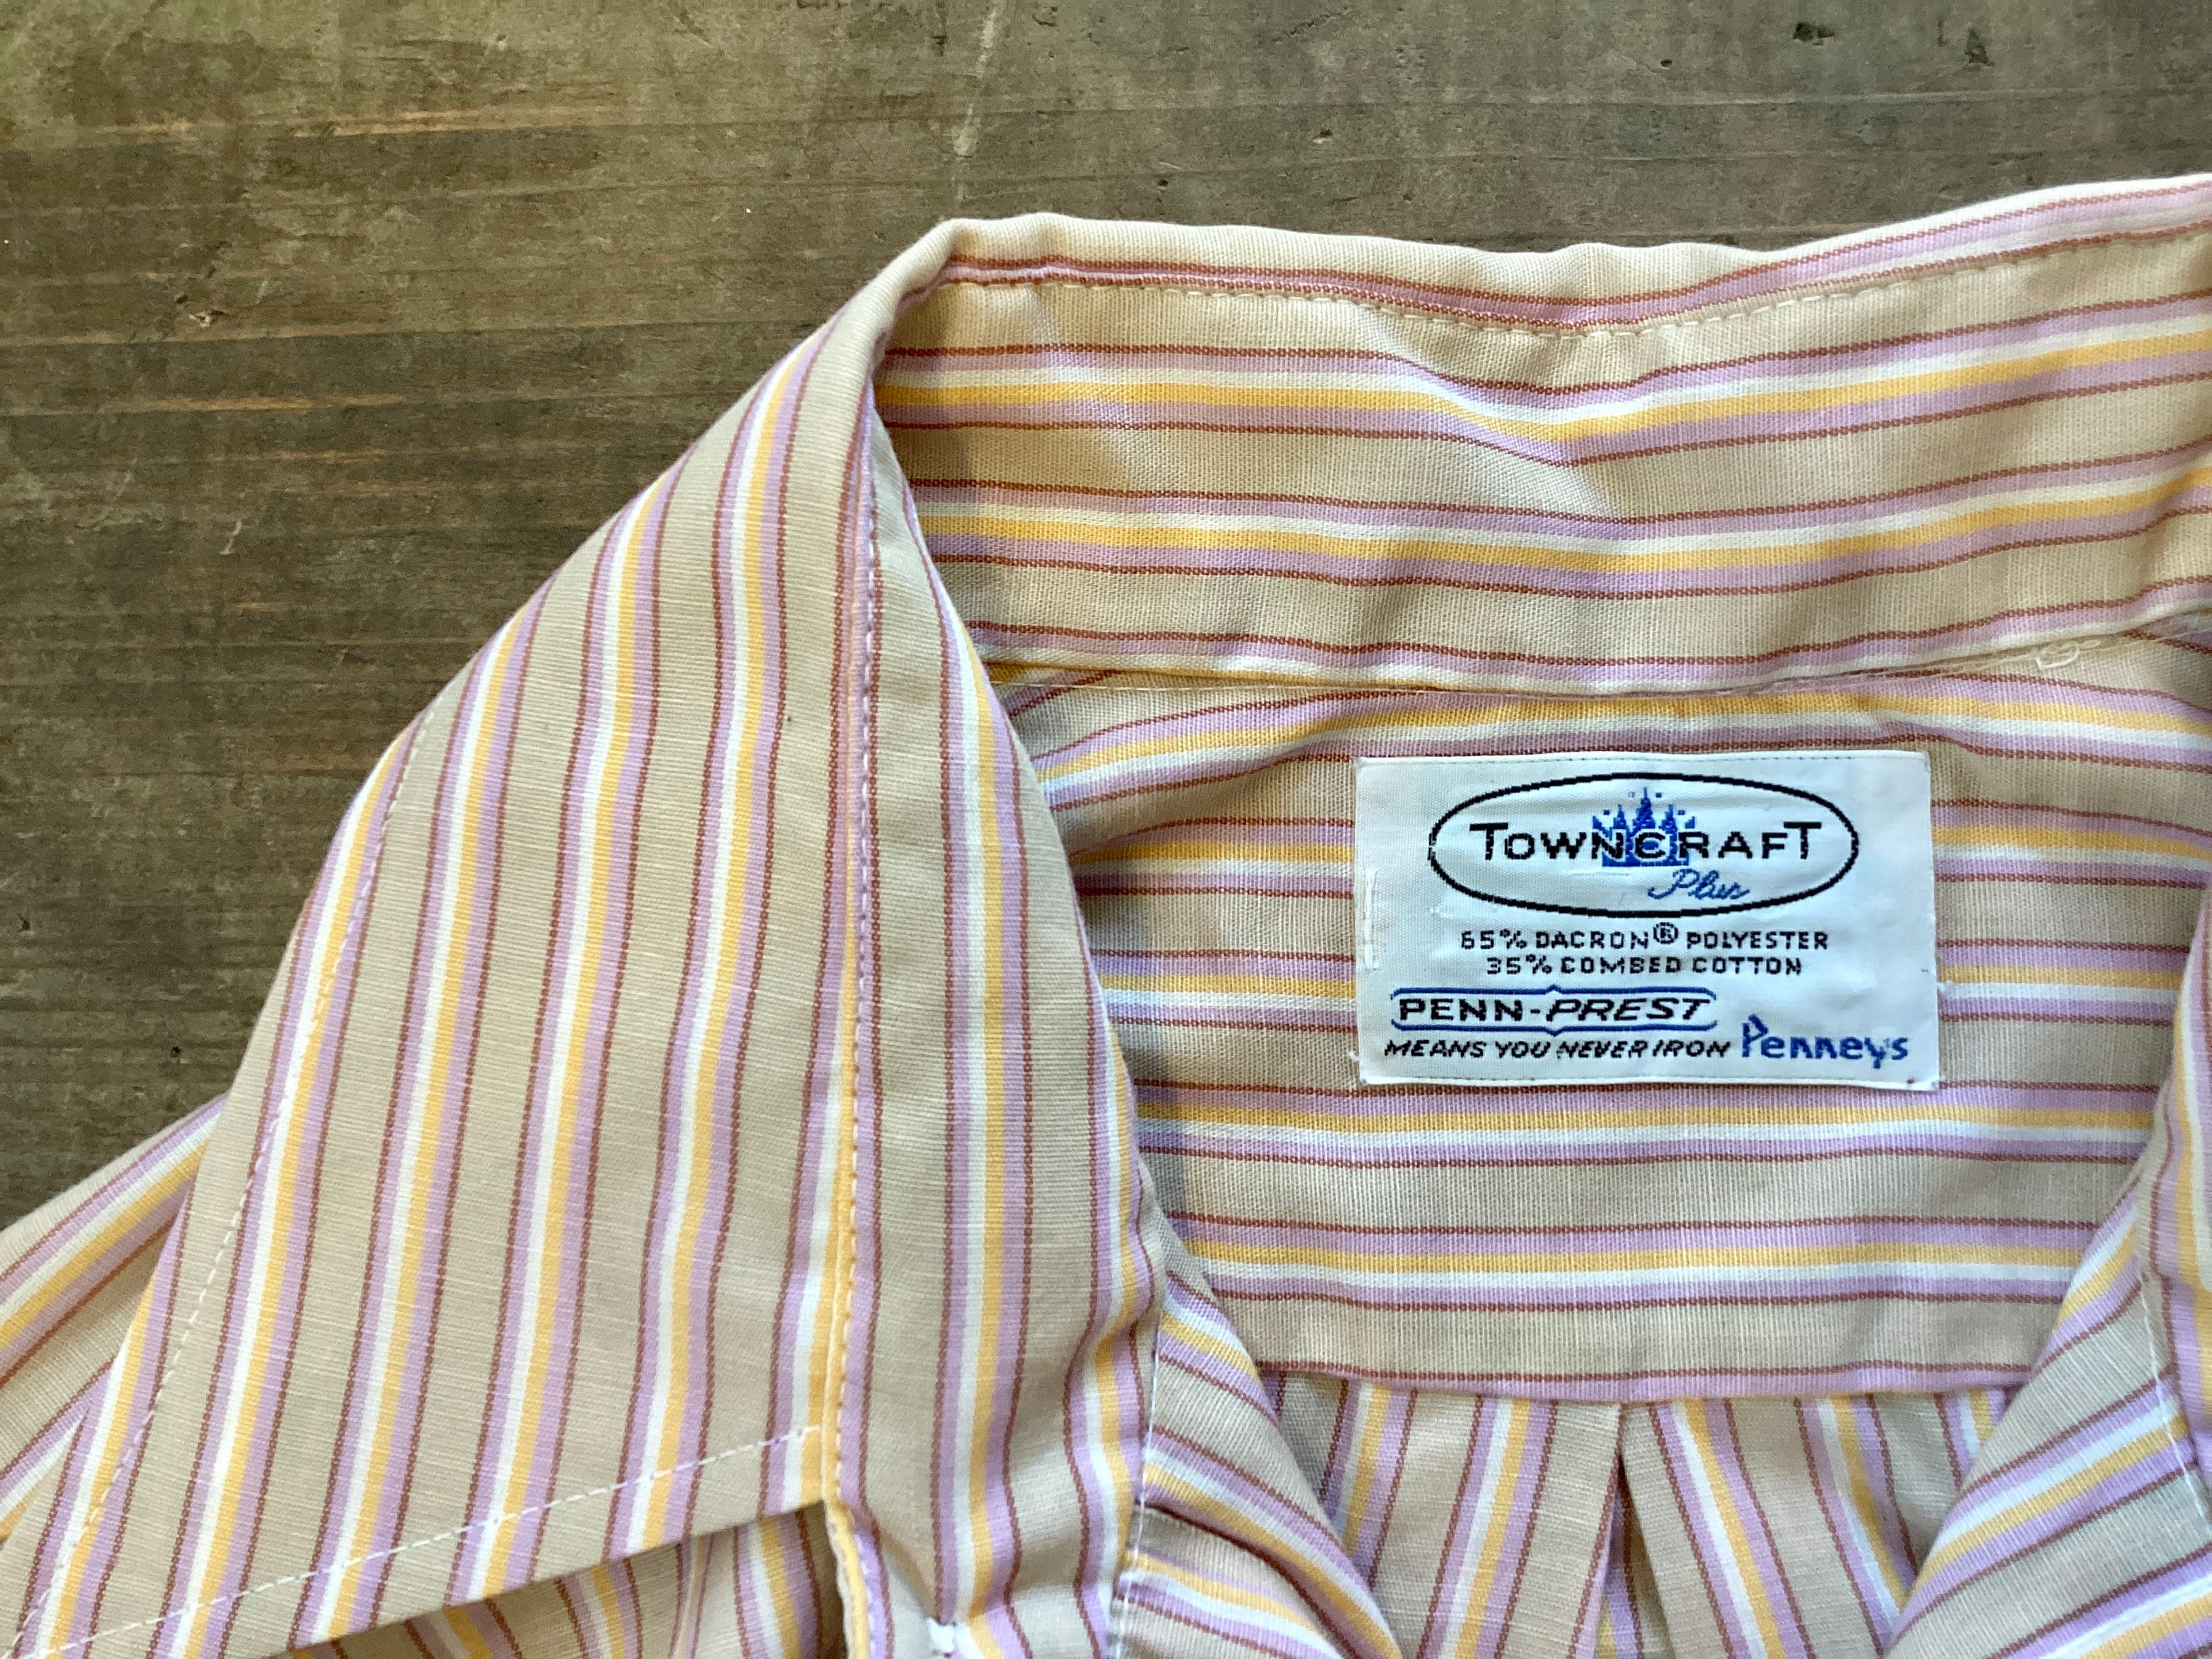 TOWNCRAFT
Plus
65% DACRON® POLYESTER
35% COMBED COTTON
PENN-PREST
MEANS YOU NEVER IRON Penneys